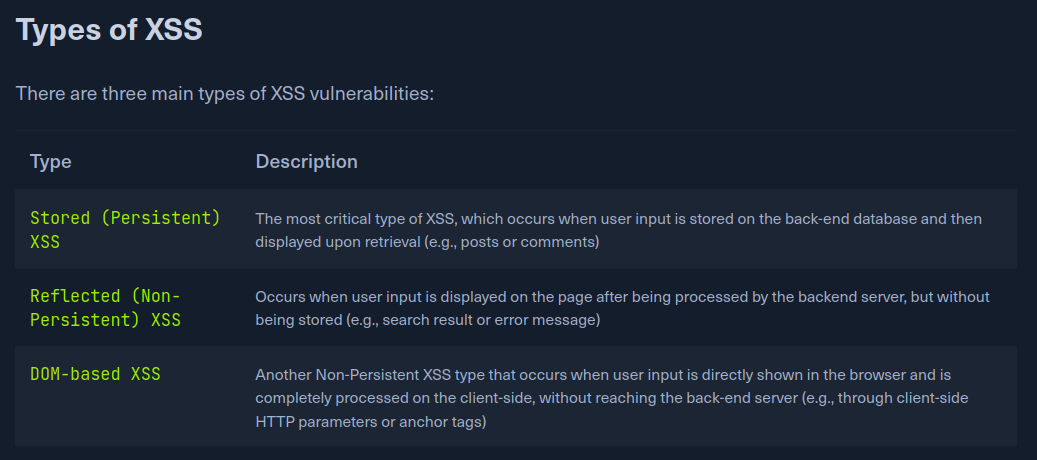 Types of XSS
There are three main types of XSS vulnerabilities:
Type Description
Stored (Persistent)
XSS
The most critical type of XSS, which occurs when user input is stored on the back-end database and then
displayed upon retrieval (e.g., posts or comments)
Reflected (Non-
Persistent) XSS
Occurs when user input is displayed on the page after being processed by the backend server, but without
being stored (e.g., search result or error message)
DOM-based XSS
Another Non-Persistent XSS type that occurs when user input is directly shown in the browser and is
completely processed on the client-side, without reaching the back-end server (e.g., through client-side
HTTP parameters or anchor tags)